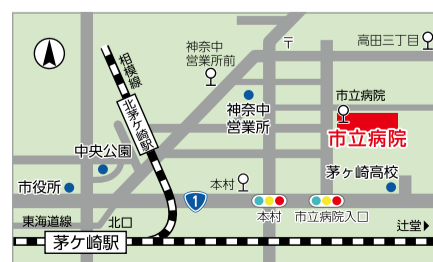 高田三丁目
〒
神奈中
営業所前
相模線
市立病院
神奈中
営業所
市立病院
北茅ケ崎駅
中央公園
茅ケ崎高校
本村
市役所
1
本村
市立病院入口
東海道線
北口
辻堂
茅ケ崎駅